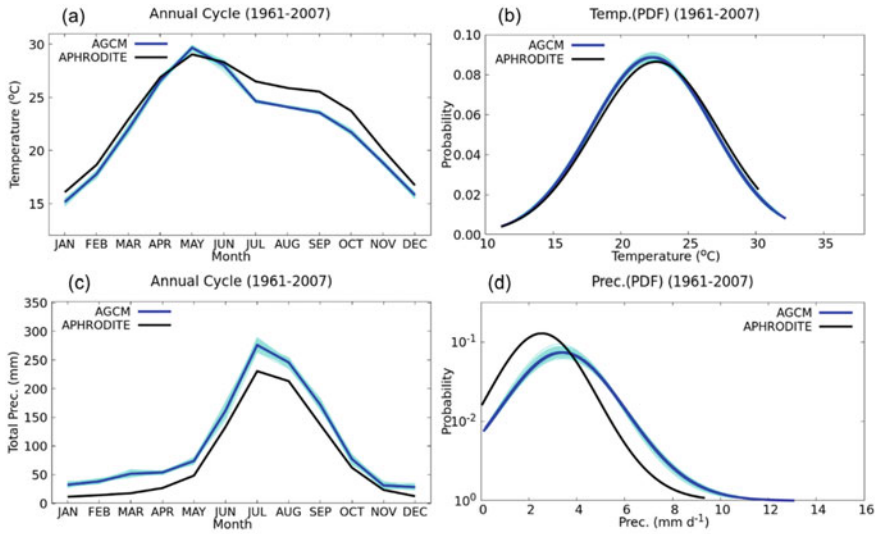 (a) Annual Cycle (1961-2007)
AGCM
APHRODITE
Temperature (°C)
30
25
20
15
JAN FEB MAR APR MAY JUN JUL AUG SEP OCT NOV DEC
Month
(b) Temp.(PDF) (1961-2007)
AGCM
APHRODITE
Probability
0.10
0.08
0.06
0.04
0.02
0.00
10 15 20 25 30 35
Temperature (°C)
(c) Annual Cycle (1961-2007)
AGCM
APHRODITE
Total Prec. (mm)
350
300
250
200
150
100
50
0
JAN FEB MAR APR MAY JUN JUL AUG SEP OCT NOV DEC
Month
(d) Prec.(PDF) (1961-2007)
AGCM
APHRODITE
Probability
10⁻¹
10⁻²
10⁰
0 2 4 6 8 10 12 14 16
Prec. (mm d⁻¹)